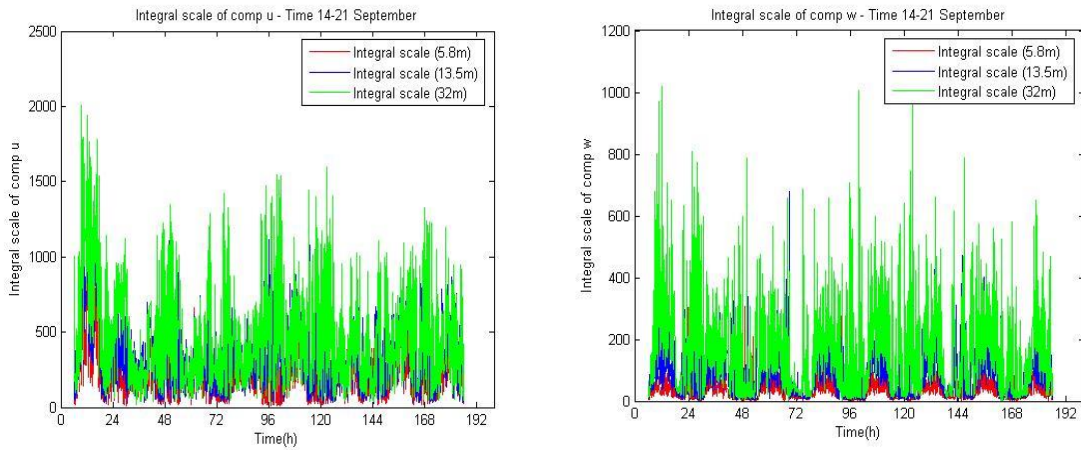 Integral scale of comp u - Time 14-21 September
2500
2000
1500
1000
500
0
Integral scale of comp u
Integral scale (5.8m)
Integral scale (13.5m)
Integral scale (32m)
0 24 48 72 96 120 144 168 192
Time(h)
Integral scale of comp w - Time 14-21 September
1200
1000
800
600
400
200
0
Integral scale of comp w
Integral scale (5.8m)
Integral scale (13.5m)
Integral scale (32m)
0 24 48 72 96 120 144 168 192
Time(h)